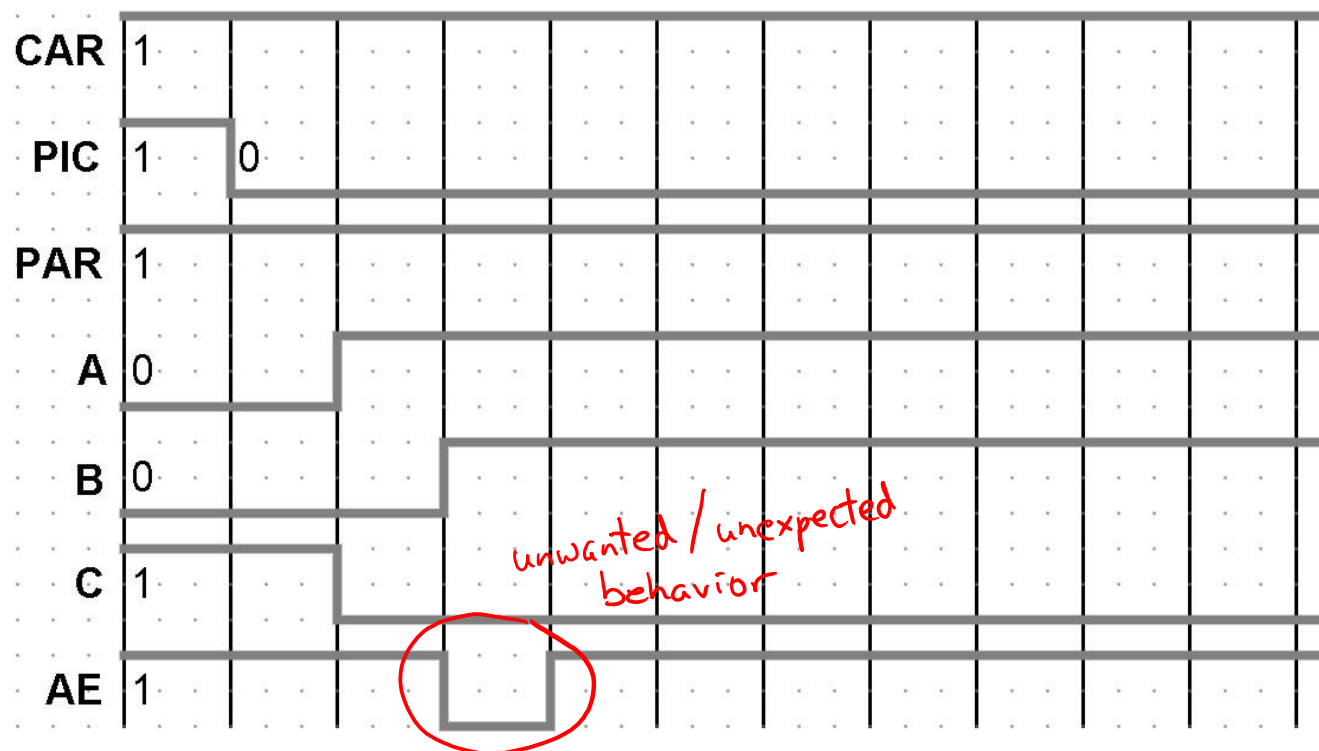 CAR 1
PIC 1 0
PAR 1
A 0
B 0
unwanted / unexpected
behavior
C 1
AE 1